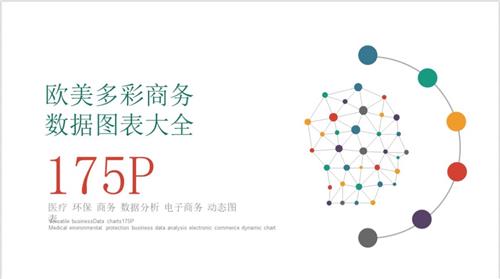 欧美多彩商务
数据图表大全
175P
医疗 环保 商务 数据分析 电子商务 动态图
表
Versatile businessData charts175P
Medical environmental protection business data analysis electronic commerce dynamic chart